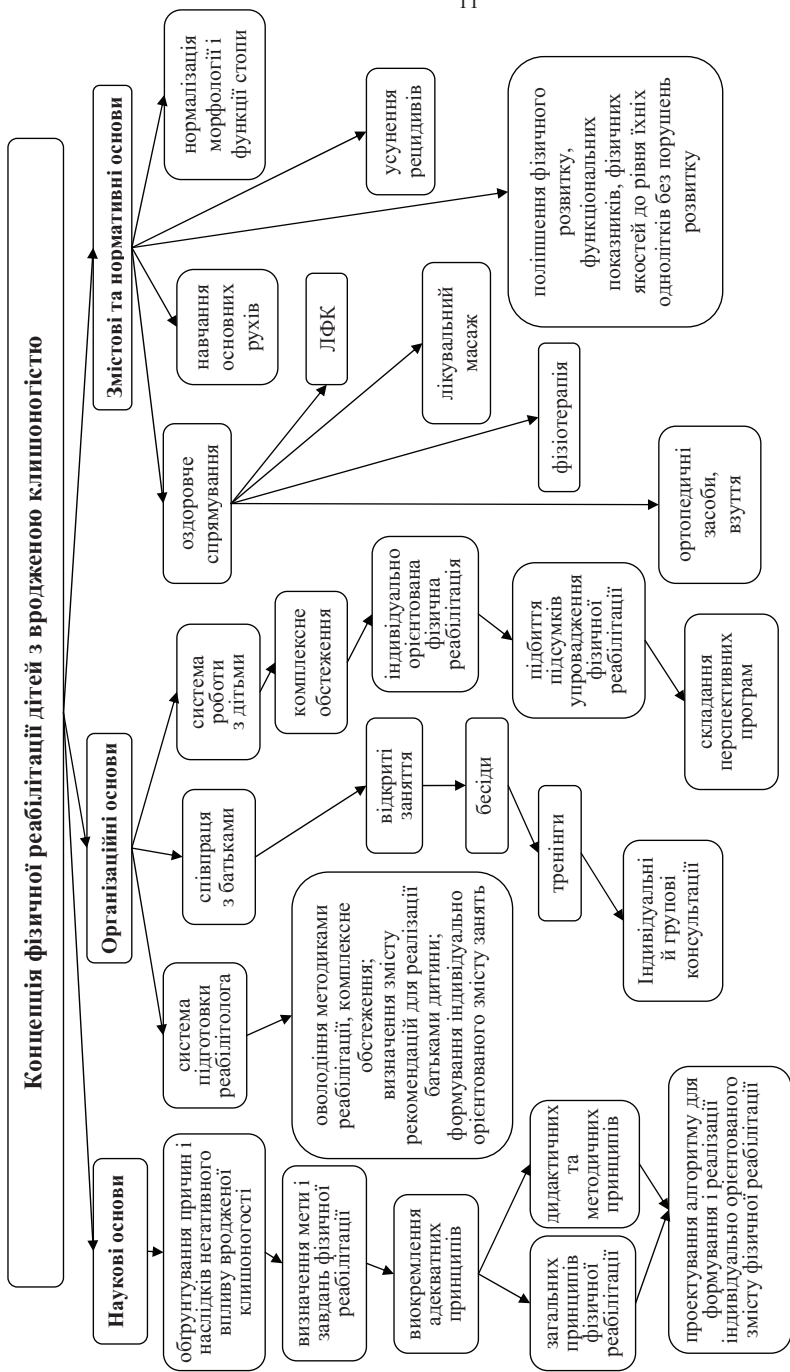 11
Концепція фізичної реабілітації дітей з вродженою клишоногістю
Наукові основи
обґрунтування причин і
наслідків негативного
впливу вродженої
клишоногості
визначення мети і
завдань фізичної
реабілітації
виокремлення
адекватних
принципів
загальних
принципів
фізичної
реабілітації
дидактичних
та
методичних
принципів
проектування алгоритму для
формування і реалізації
індивідуально орієнтованого
змісту фізичної реабілітації
Організаційні основи
система
підготовки
реабілітолога
оволодіння методиками
реабілітації, комплексне
обстеження;
визначення змісту
рекомендацій для реалізації
батьками дитини;
формування індивідуально
орієнтованого змісту занять
співпраця
з батьками
відкриті
заняття
бесіди
тренінги
Індивідуальні
й групові
консультації
система
роботи
з дітьми
комплексне
обстеження
індивідуально
орієнтована
фізична
реабілітація
підбиття
підсумків
упровадження
фізичної
реабілітації
складання
перспективних
програм
Змістові та нормативні основи
оздоровче
спрямування
ЛФК
лікувальний
масаж
фізіотерапія
ортопедичні
засоби,
взуття
навчання
основних
рухів
нормалізація
морфології і
функції стопи
усунення
рецидивів
поліпшення фізичного
розвитку,
функціональних
показників, фізичних
якостей до рівня їхніх
однолітків без порушень
розвитку